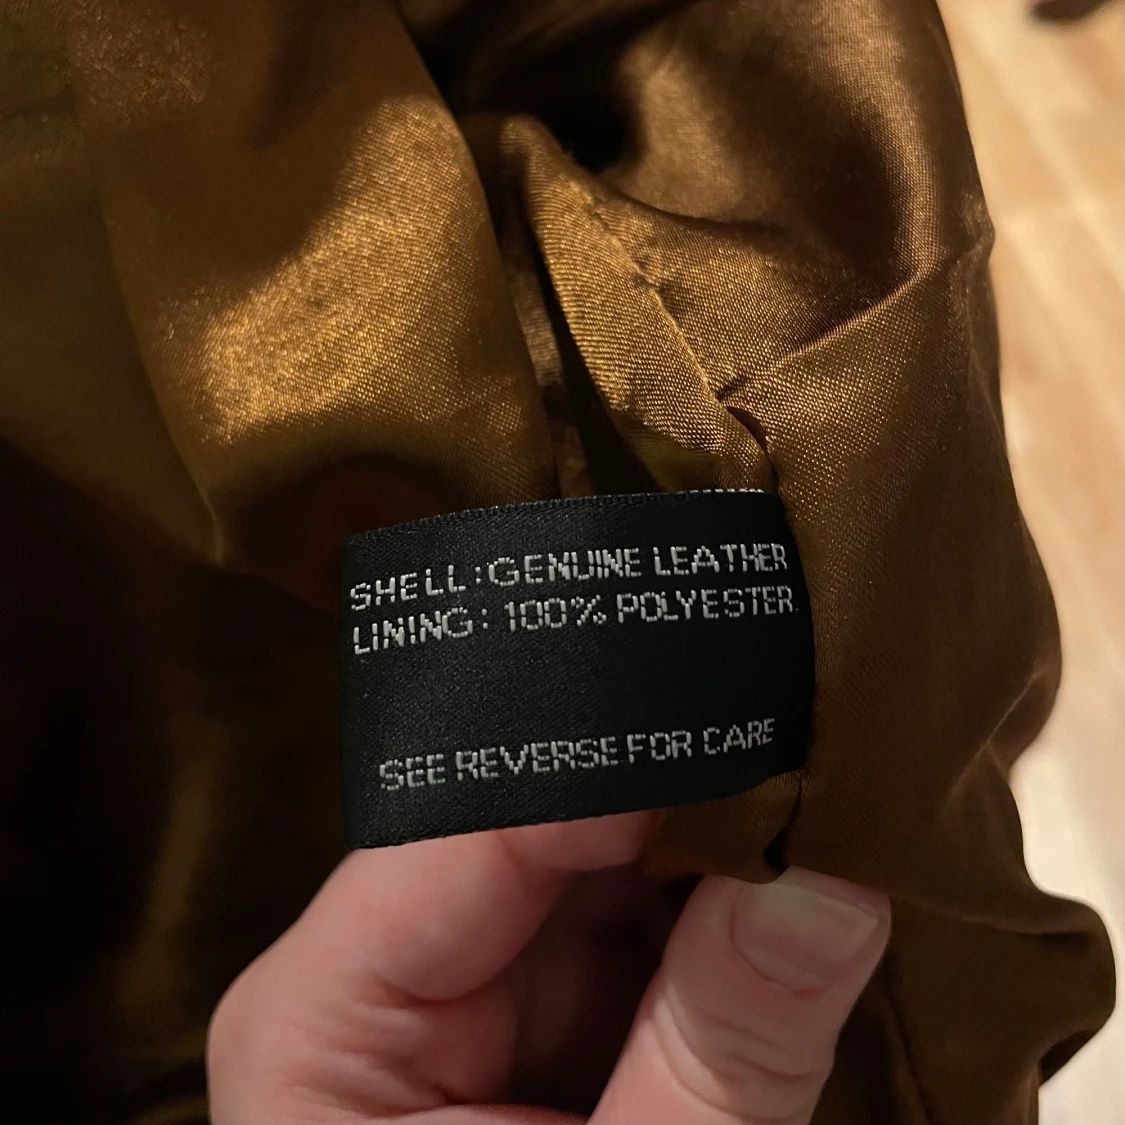 SHELL:GENUINE LEATHER
LINING: 100% POLYESTER.
SEE REVERSE FOR CARE